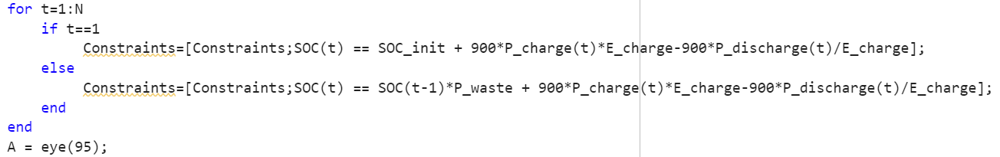 for t=1:N
if t==1
Constraints=[Constraints;SOC(t) == SOC_init + 900*P_charge(t)*E_charge-900*P_discharge(t)/E_charge];
else
Constraints=[Constraints;SOC(t) == SOC(t-1)*P_waste + 900*P_charge(t)*E_charge-900*P_discharge(t)/E_charge];
end
end
A = eye(95);